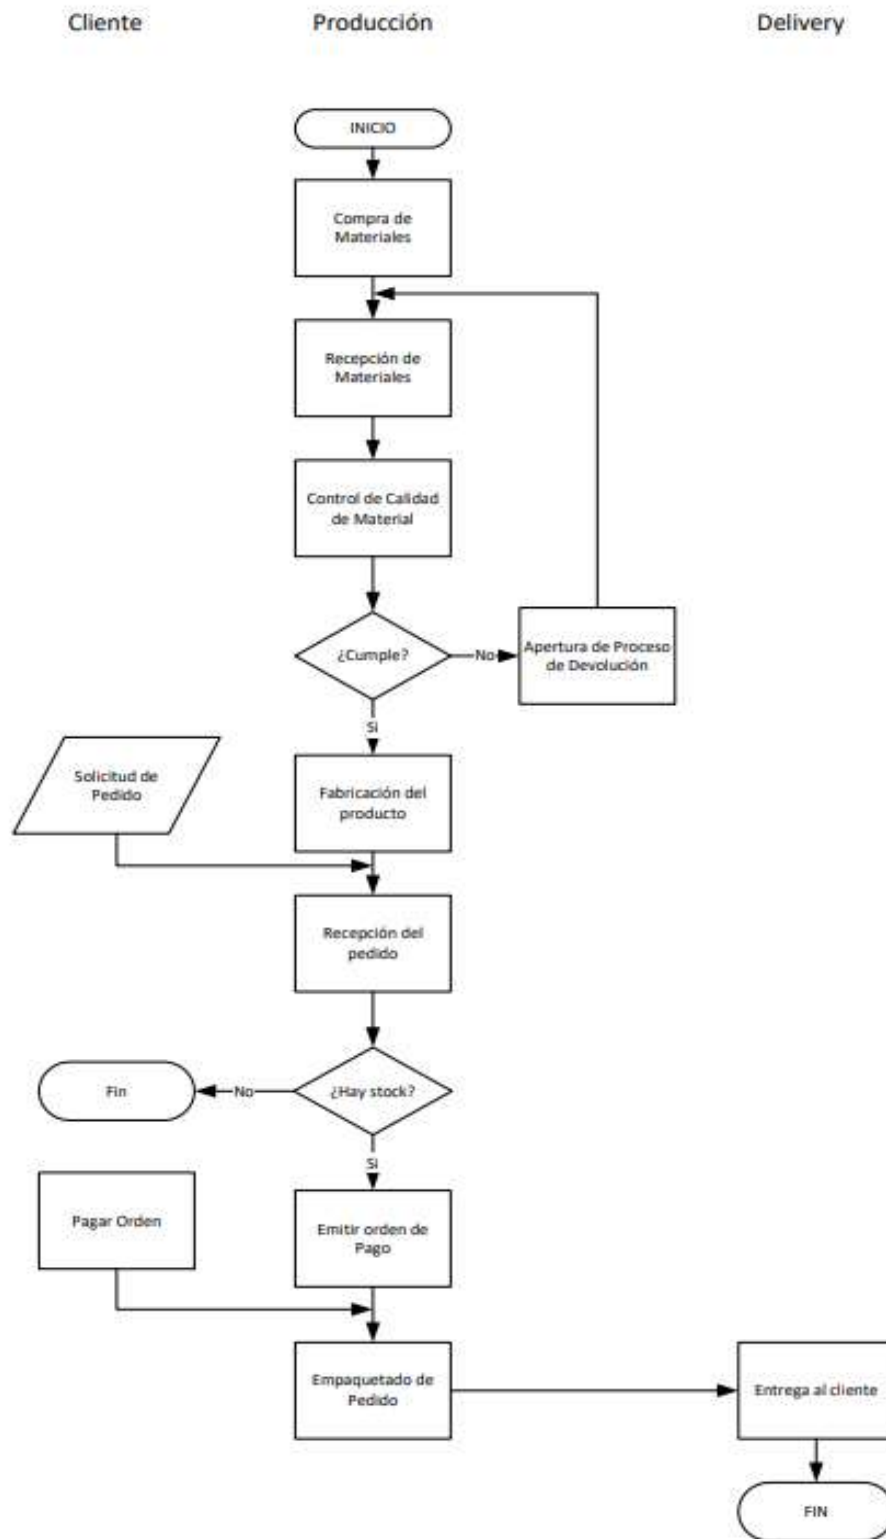 Cliente
Producción
Delivery
INICIO
Compra de
Materiales
Recepción de
Materiales
Control de Calidad
de Material
¿Cumple?
No
Apertura de Proceso
de Devolución
Si
Solicitud de
Pedido
Fabricación del
producto
Recepción del
pedido
Fin
No
¿Hay stock?
Si
Pagar Orden
Emitir orden de
Pago
Empaquetado de
Pedido
Entrega al cliente
FIN